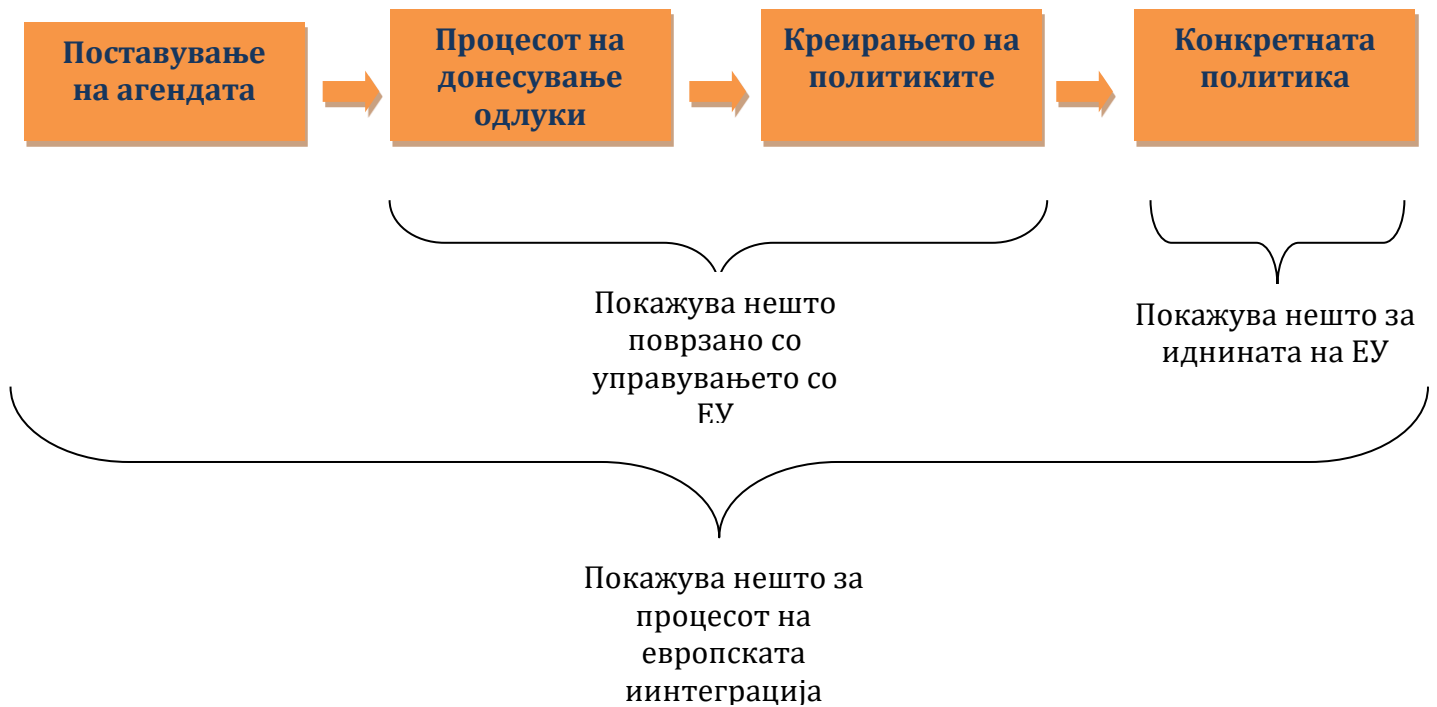 Поставување
на агендата
Процесот на
донесување
одлуки
Креирањето на
политиките
Конкретната
политика
Покажува нешто
поврзано со
управувањето со
ЕУ
Покажува нешто за
иднината на ЕУ
Покажува нешто за
процесот на
европската
иинтеграција